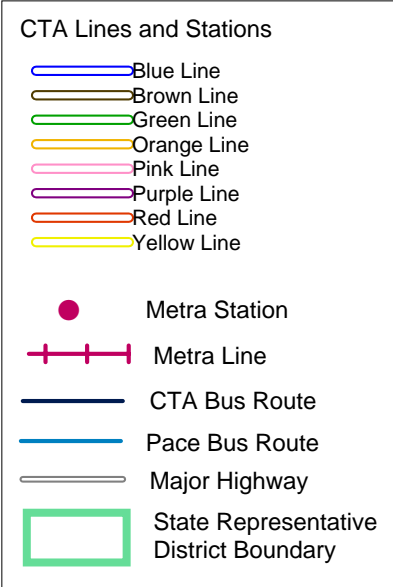 CTA Lines and Stations
Blue Line
Brown Line
Green Line
Orange Line
Pink Line
Purple Line
Red Line
Yellow Line
Metra Station
Metra Line
CTA Bus Route
Pace Bus Route
Major Highway
State Representative
District Boundary